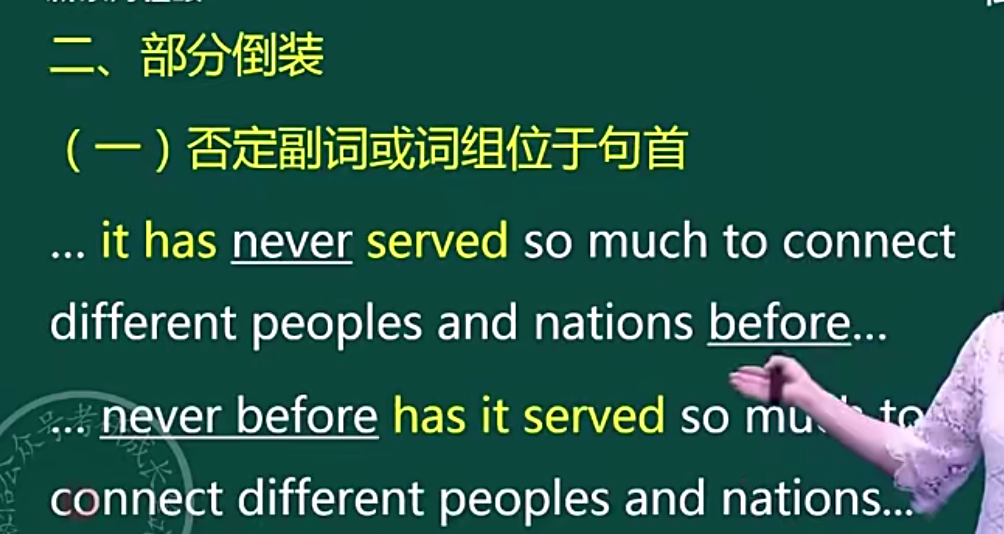 二、部分倒装
（一）否定副词或词组位于句首
... it has never served so much to connect
different peoples and nations before...
... never before has it served so much to
connect different peoples and nations...